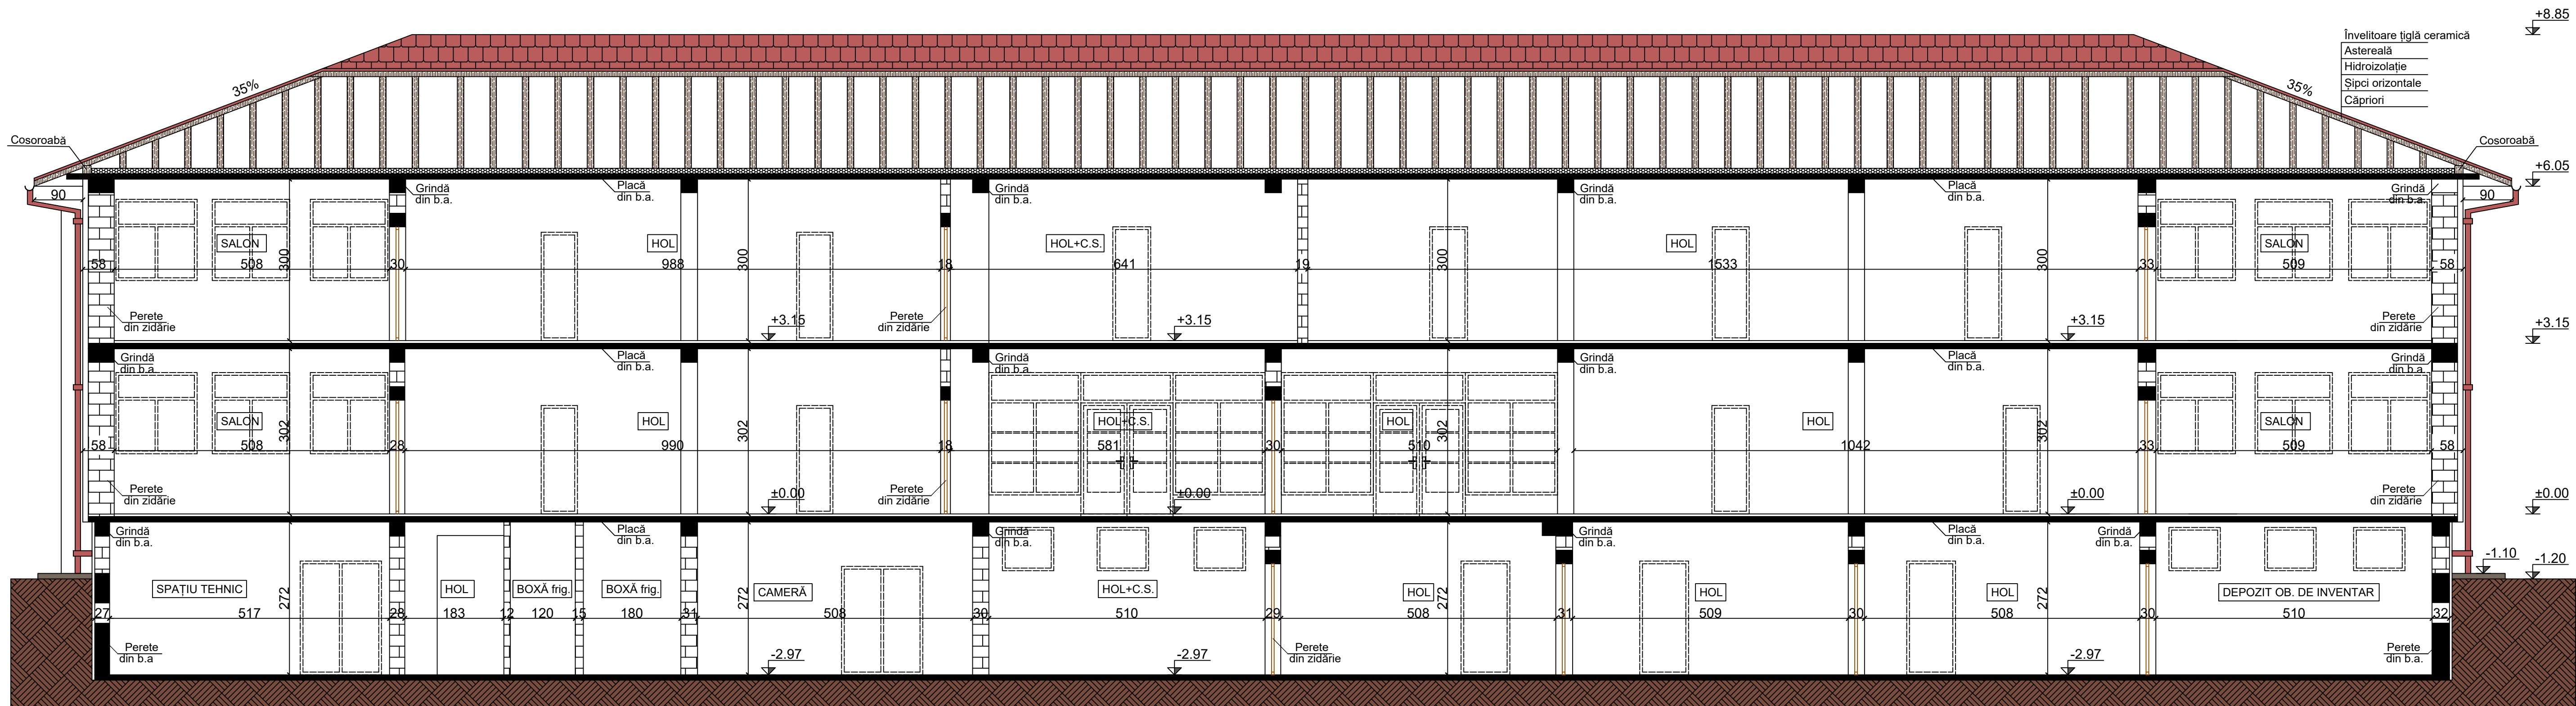 +8.85
Învelitoare țiglă ceramică
Astereală
Hidroizolație
Șipci orizontale
Căpriori
35%
35%
Cosoroabă
Cosoroabă
+6.05
90
Grindă
din b.a.
Placă
din b.a.
Grindă
din b.a.
Grindă
din b.a.
Placă
din b.a.
Grindă
din b.a.
90
SALON
HOL
HOL+C.S.
HOL
SALON
58
508
300
30
988
300
18
641
19
300
1533
300
33
509
58
Perete
din zidărie
+3.15
Perete
din zidărie
+3.15
+3.15
Perete
din zidărie
+3.15
Grindă
din b.a.
Placă
din b.a.
Grindă
din b.a.
Grindă
din b.a.
Placă
din b.a.
Grindă
din b.a.
SALON
HOL
HOL+C.S.
HOL
HOL
SALON
58
508
302
28
990
302
18
581
30
510
302
1042
302
33
509
58
Perete
din zidărie
±0.00
Perete
din zidărie
±0.00
±0.00
Perete
din zidărie
±0.00
Grindă
din b.a.
Placă
din b.a.
Grindă
din b.a.
Grindă
din b.a.
Placă
din b.a.
Grindă
din b.a.
-1.10
-1.20
SPAȚIU TEHNIC
HOL
BOXĂ frig.
BOXĂ frig.
CAMERĂ
HOL+C.S.
HOL
HOL
HOL
DEPOZIT OB. DE INVENTAR
27
517
272
28
183
12
120
15
180
31
272
508
30
510
29
508
272
31
509
30
508
272
30
510
32
Perete
din b.a
-2.97
-2.97
Perete
din zidărie
-2.97
Perete
din b.a.